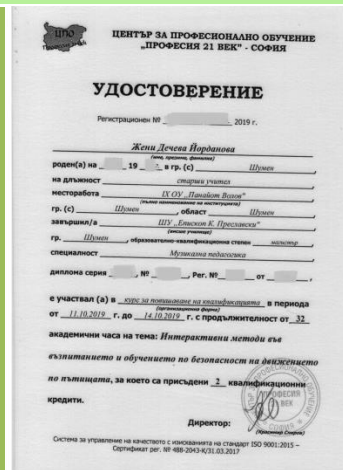 ЦПО
ЦЕНТЪР ЗА ПРОФЕСИОНАЛНО ОБУЧЕНИЕ
„ПРОФЕСИЯ 21 ВЕК" - СОФИЯ
УДОСТОВЕРЕНИЕ
Регистрационен № 2019 г.
Жени Дечева Йорданова
(име, презиме, фамилия)
роден(а) на 19 г. в гр. (с) Шумен
на длъжност старши учител
месторабота IX ОУ „Панайот Волов"
(пълно наименование на институцията)
гр. (с) Шумен, област Шумен
завършил/а ШУ „Епископ К. Преславски"
(висше училище)
гр. Шумен, образователно-квалификационна степен магистър
специалност Музикална педагогика
диплома серия , № , Рег. № от ,
е участвал (а) в курс за повишаване на квалификацията в периода
(организационна форма)
от 11.10.2019 г. до 14.10.2019 г. с продължителност от 32
академични часа на тема: Интерактивни методи във
възпитанието и обучението по безопасност на движението
по пътищата, за което са присъдени 2 квалификационни
кредити.
Директор:
Система за управление на качеството с изискванията на стандарт ISO 9001:2015 –
Сертификат рег. № 488-2043-К/31.03.2017